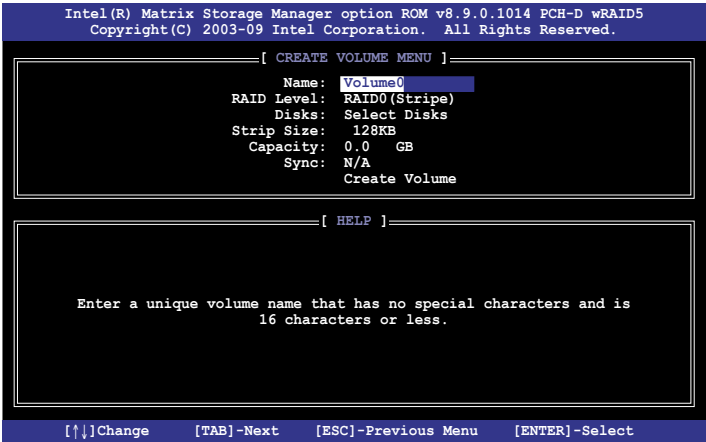 Intel(R) Matrix Storage Manager option ROM v8.9.0.1014 PCH-D wRAID5
Copyright(C) 2003-09 Intel Corporation. All Rights Reserved.
[ CREATE VOLUME MENU ]
Name: Volume0
RAID Level: RAID0(Stripe)
Disks: Select Disks
Strip Size: 128KB
Capacity: 0.0 GB
Sync: N/A
Create Volume
[ HELP ]
Enter a unique volume name that has no special characters and is
16 characters or less.
[↑↓]Change [TAB]-Next [ESC]-Previous Menu [ENTER]-Select